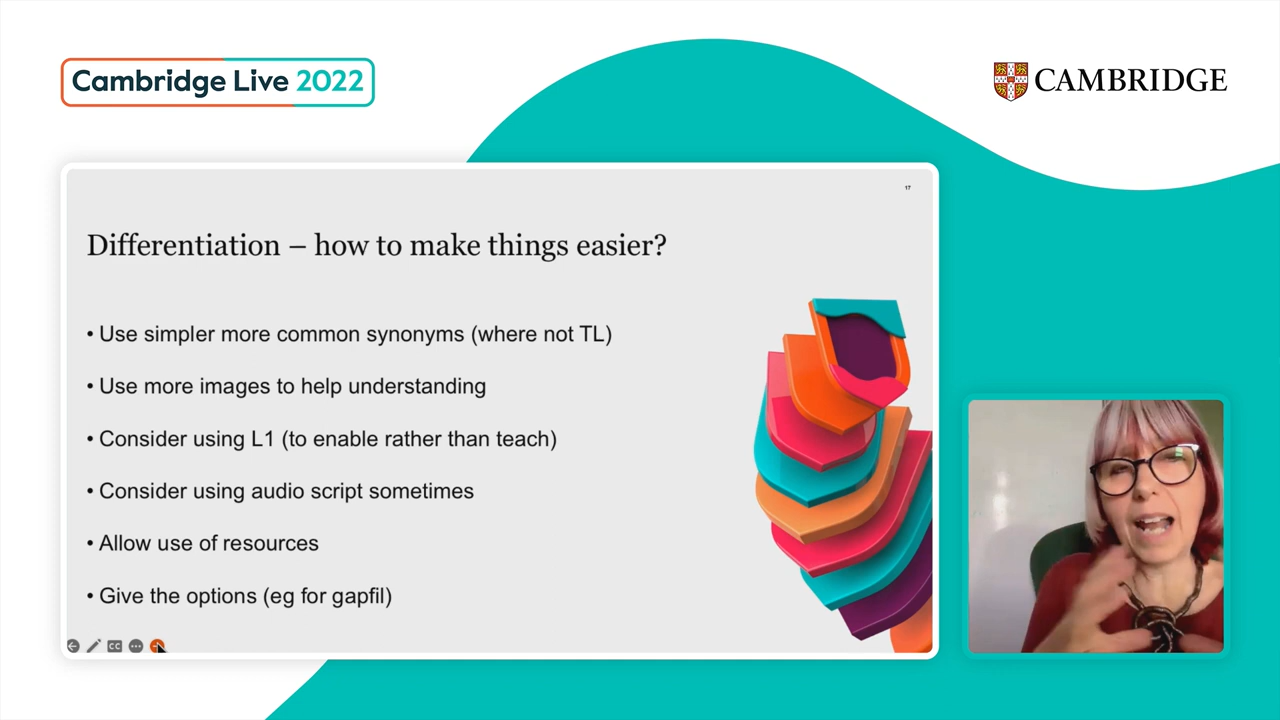 Cambridge Live 2022
CAMBRIDGE
17
Differentiation – how to make things easier?
• Use simpler more common synonyms (where not TL)
• Use more images to help understanding
• Consider using L1 (to enable rather than teach)
• Consider using audio script sometimes
• Allow use of resources
• Give the options (eg for gapfil)
CC